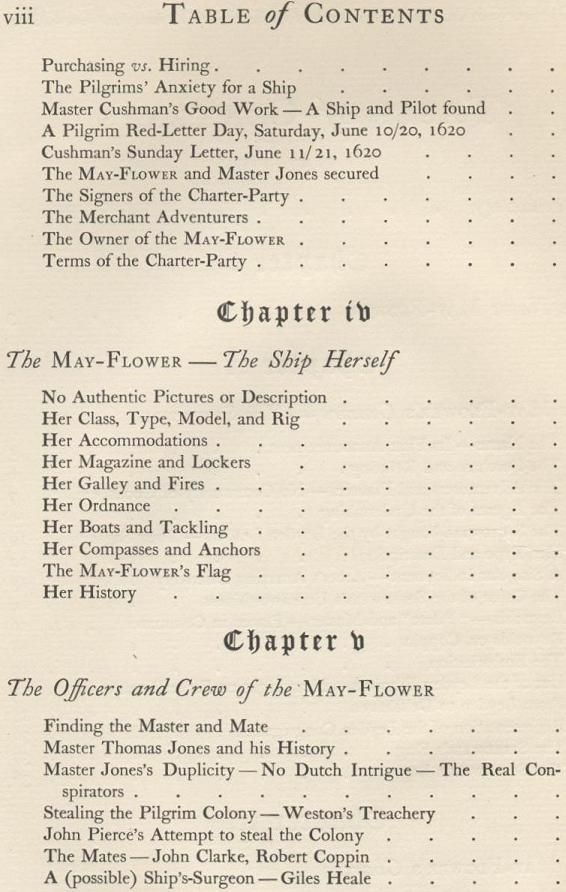 viii TABLE of CONTENTS
Purchasing vs. Hiring . . . . . . . . .
The Pilgrims' Anxiety for a Ship . . . . . .
Master Cushman's Good Work — A Ship and Pilot found . .
A Pilgrim Red-Letter Day, Saturday, June 10/20, 1620 . .
Cushman's Sunday Letter, June 11/21, 1620 . . . .
The MAY-FLOWER and Master Jones secured . . . .
The Signers of the Charter-Party . . . . . . .
The Merchant Adventurers . . . . . . . .
The Owner of the MAY-FLOWER . . . . . . .
Terms of the Charter-Party . . . . . . . .
Chapter iv
The MAY-FLOWER — The Ship Herself
No Authentic Pictures or Description . . . . . .
Her Class, Type, Model, and Rig . . . . . .
Her Accommodations . . . . . . . . .
Her Magazine and Lockers . . . . . . .
Her Galley and Fires . . . . . . . . .
Her Ordnance . . . . . . . . . .
Her Boats and Tackling . . . . . . . .
Her Compasses and Anchors . . . . . . .
The MAY-FLOWER'S Flag . . . . . . . .
Her History . . . . . . . . . .
Chapter v
The Officers and Crew of the MAY-FLOWER
Finding the Master and Mate . . . . . . .
Master Thomas Jones and his History . . . . . .
Master Jones's Duplicity — No Dutch Intrigue — The Real Con-
spirators . . . . . . . . . . .
Stealing the Pilgrim Colony — Weston's Treachery . . .
John Pierce's Attempt to steal the Colony . . . . .
The Mates — John Clarke, Robert Coppin . . . . .
A (possible) Ship's-Surgeon — Giles Heale . . . . .